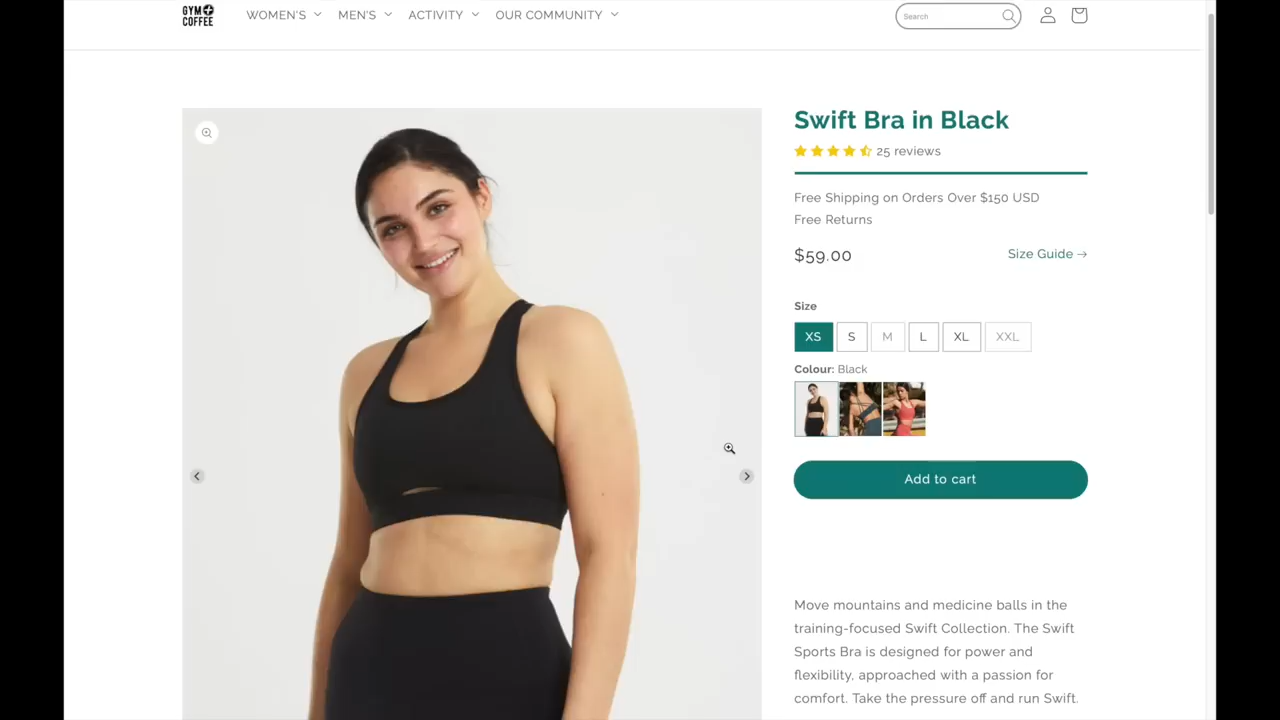 GYM+
COFFEE
WOMEN'S
MEN'S
ACTIVITY
OUR COMMUNITY
Search
Swift Bra in Black
25 reviews
Free Shipping on Orders Over $150 USD
Free Returns
$59.00
Size Guide →
Size
XS S M L XL XXL
Colour: Black
Add to cart
Move mountains and medicine balls in the
training-focused Swift Collection. The Swift
Sports Bra is designed for power and
flexibility, approached with a passion for
comfort. Take the pressure off and run Swift.